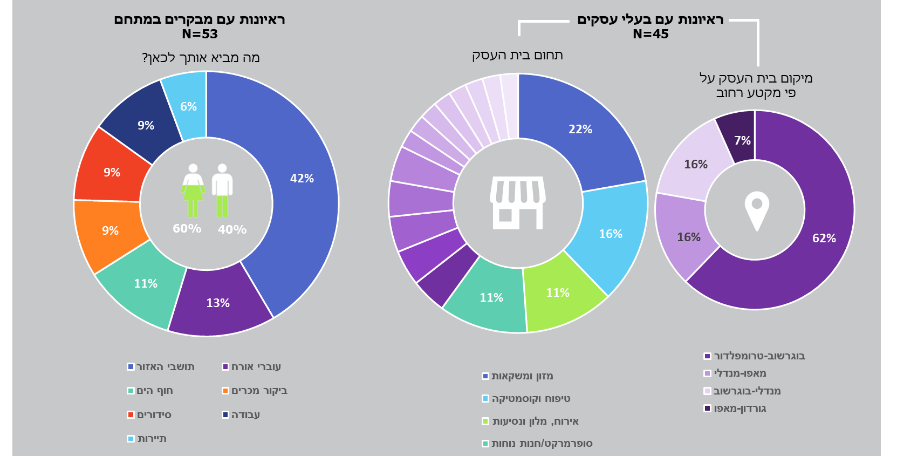 ראיונות עם בעלי עסקים
N=45
מיקום בית העסק על
פי מקטע רחוב
62%
16%
16%
7%
בוגרשוב-טרומפלדור
מאפו-מנדלי
מנדלי-בוגרשוב
גורדון-מאפו
תחום בית העסק
22%
16%
11%
11%
מזון ומשקאות
טיפוח וקוסמטיקה
אירוח, מלון ונסיעות
סופרמרקט/חנות נוחות
ראיונות עם מבקרים במתחם
N=53
מה מביא אותך לכאן?
42%
13%
11%
9%
9%
9%
6%
60%
40%
עוברי אורח
תושבי האזור
ביקור מכרים
חוף הים
עבודה
סידורים
תיירות